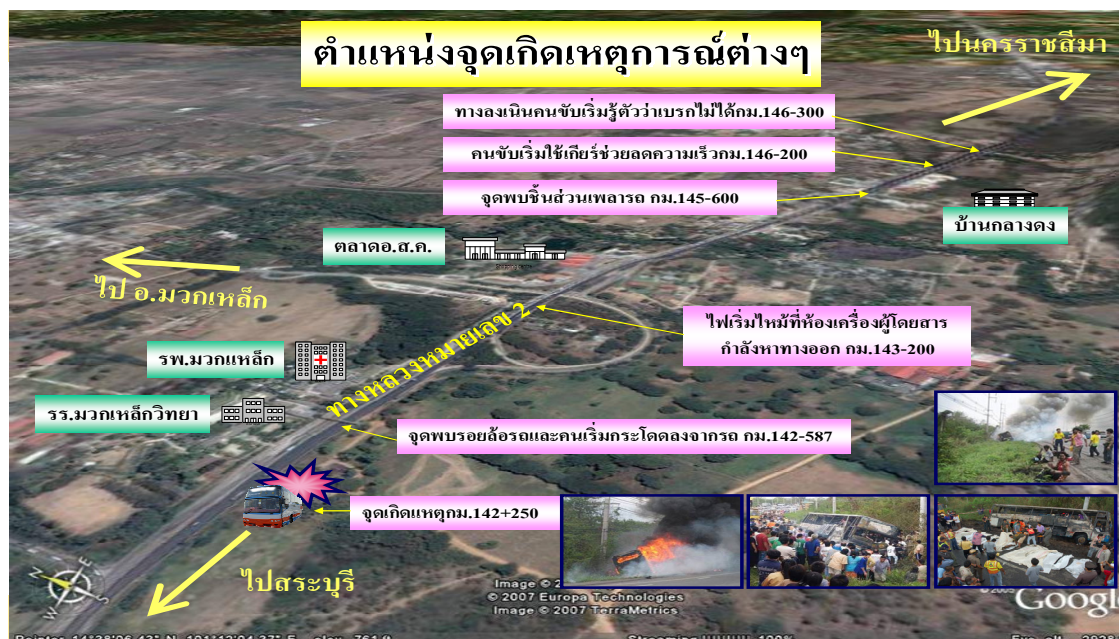 ตำแหน่งจุดเกิดเหตุการณ์ต่างๆ
ไปนครราชสีมา
ทางลงเนินคนขับเริ่มรู้ตัวว่าเบรกไม่ได้กม.146-300
คนขับเริ่มใช้เกียร์ช่วยลดความเร็วกม.146-200
จุดพบชิ้นส่วนเพลารถ กม.145-600
บ้านกลางดง
ตลาดอ.ส.ค.
ไป อ.มวกเหล็ก
ทางหลวงหมายเลข 2
ไฟเริ่มไหม้ที่ห้องเครื่องผู้โดยสาร
กำลังหาทางออก กม.143-200
รพ.มวกแหล็ก
รร.มวกเหล็กวิทยา
จุดพบรอยล้อรถและคนเริ่มกระโดดลงจากรถ กม.142-587
จุดเกิดแหตุกม.142+250
ไปสระบุรี
N E
W S
Image © 2
© 2007 Europa Technologies
Image © 2007 TerraMetrics
Google